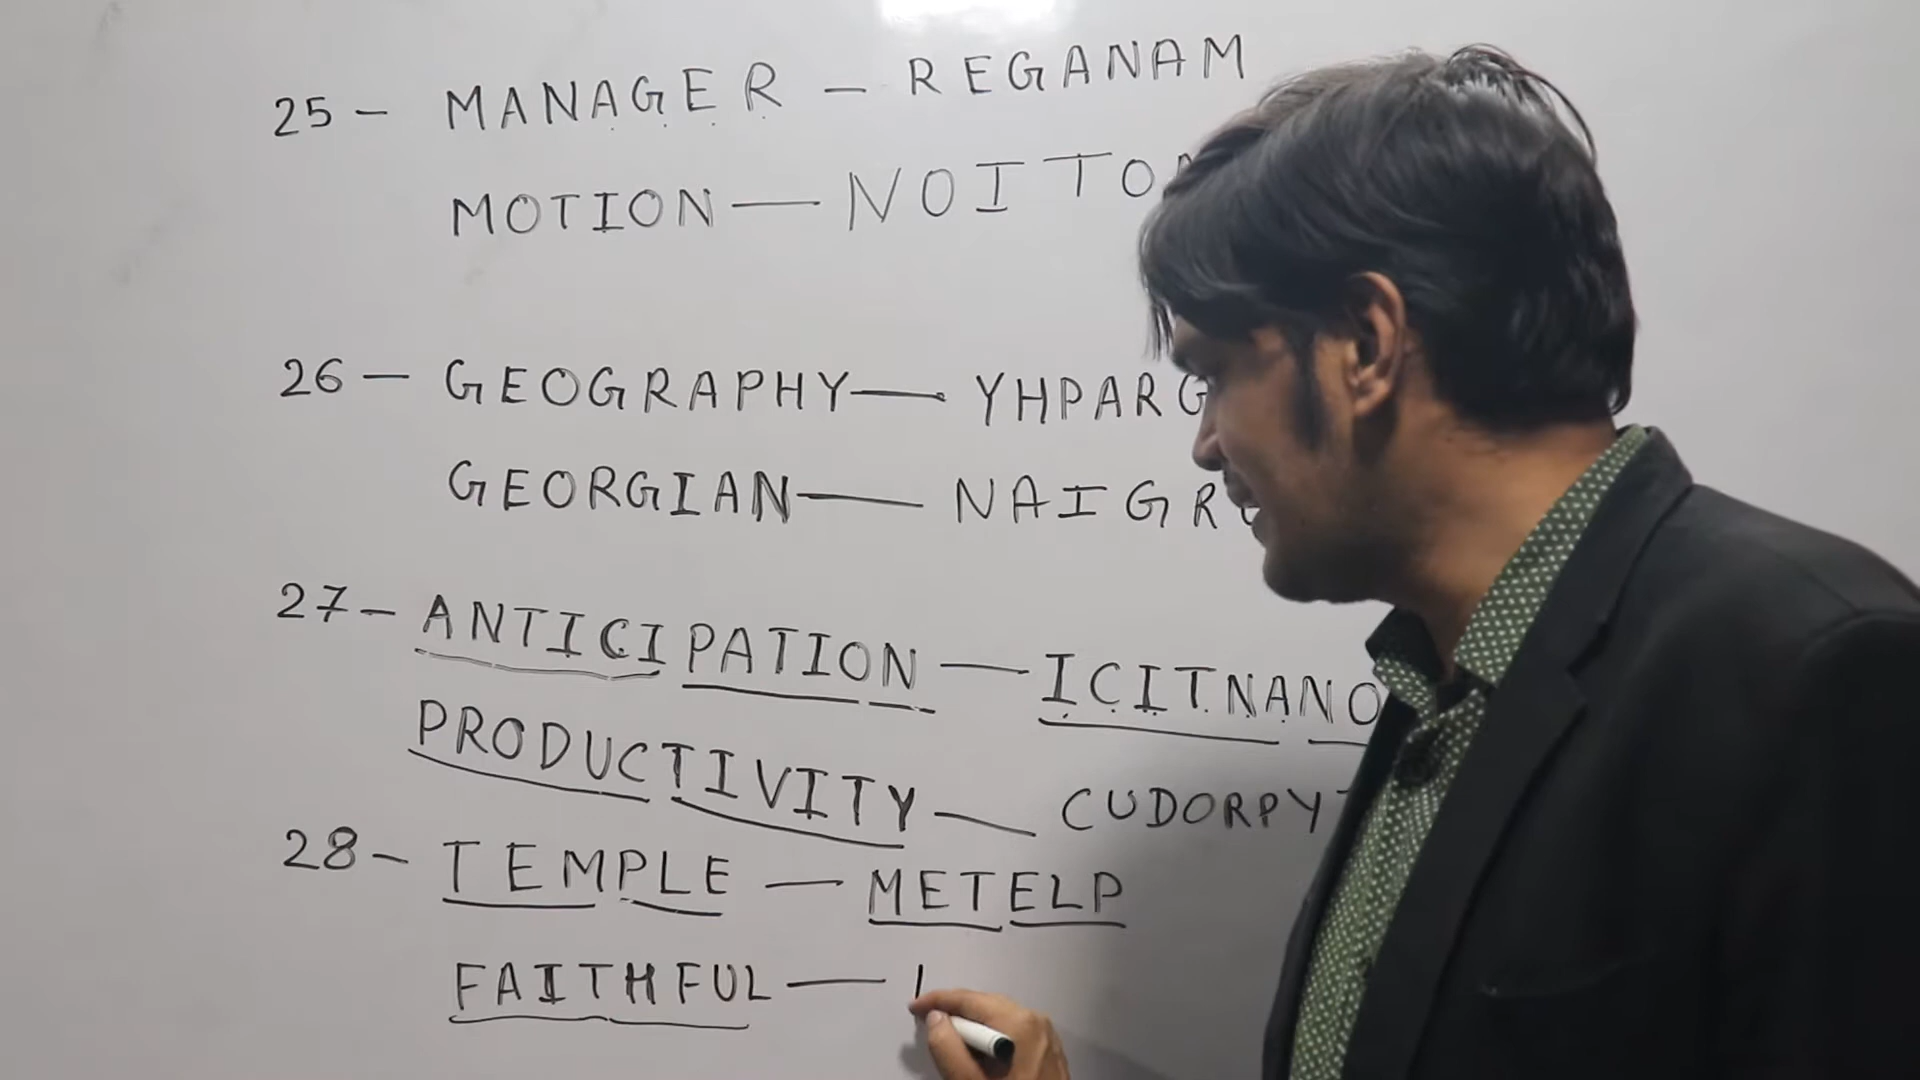 25- MANAGER - REGANAM
MOTION - NOITO
26- GEOGRAPHY - YHPARG
GEORGIAN - NAIGR
27- ANTICIPATION - ICITNANO
PRODUCTIVITY - CUDORPY
28- TEMPLE - METELP
FAITHFUL -